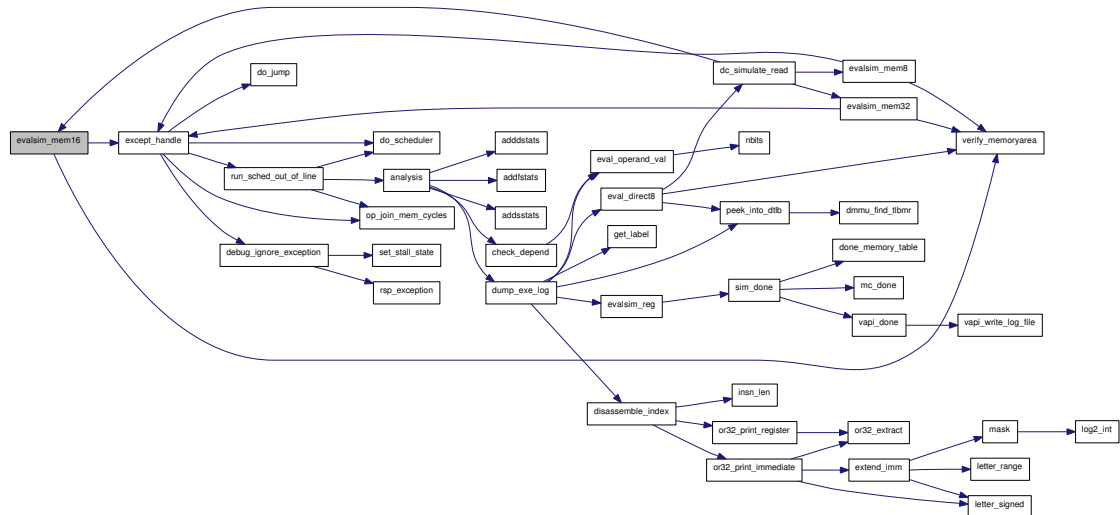 evalsim_mem16
except_handle
do_jump
do_scheduler
run_sched_out_of_line
op_join_mem_cycles
debug_ignore_exception
analysis
set_stall_state
rsp_exception
adddstats
addfstats
addsstats
check_depend
dump_exe_log
eval_operand_val
eval_direct8
get_label
evalsim_reg
disassemble_index
dc_simulate_read
nbits
peek_into_dtlb
sim_done
insn_len
or32_print_register
or32_print_immediate
evalsim_mem8
evalsim_mem32
dmmu_find_tlbmr
done_memory_table
mc_done
vapi_done
or32_extract
extend_imm
verify_memoryarea
vapi_write_log_file
mask
letter_range
letter_signed
log2_int